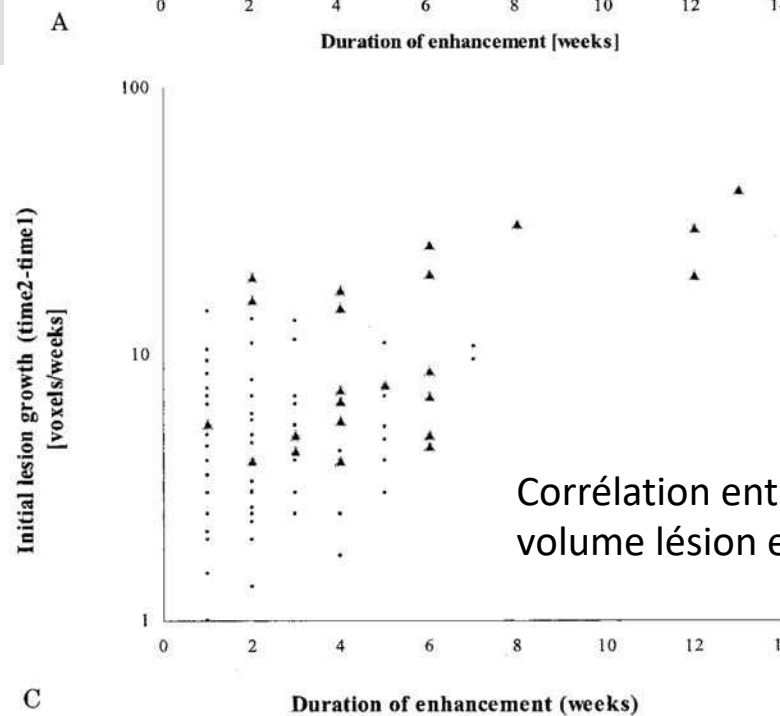 0 2 4 6 8 10 12
A
Duration of enhancement [weeks]
100
10
1
Initial lesion growth (time2-time1)
[voxels/weeks]
Corrélation
volume lésion
0 2 4 6 8 10 12
C
Duration of enhancement (weeks)